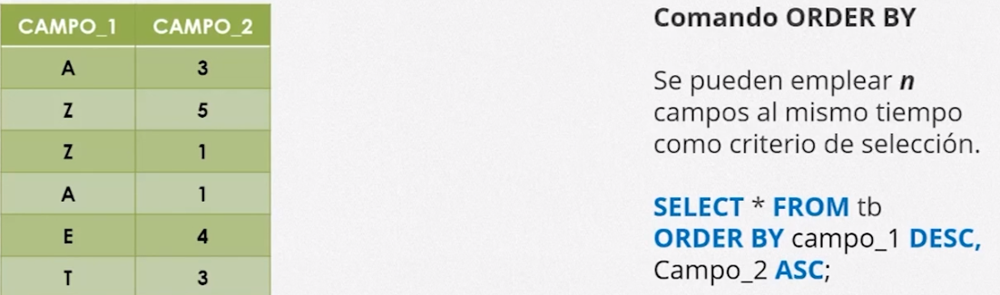 CAMPO_1 CAMPO_2
A 3
Z 5
Z 1
A 1
E 4
T 3
Comando ORDER BY
Se pueden emplear n
campos al mismo tiempo
como criterio de selección.
SELECT * FROM tb
ORDER BY campo_1 DESC,
Campo_2 ASC;